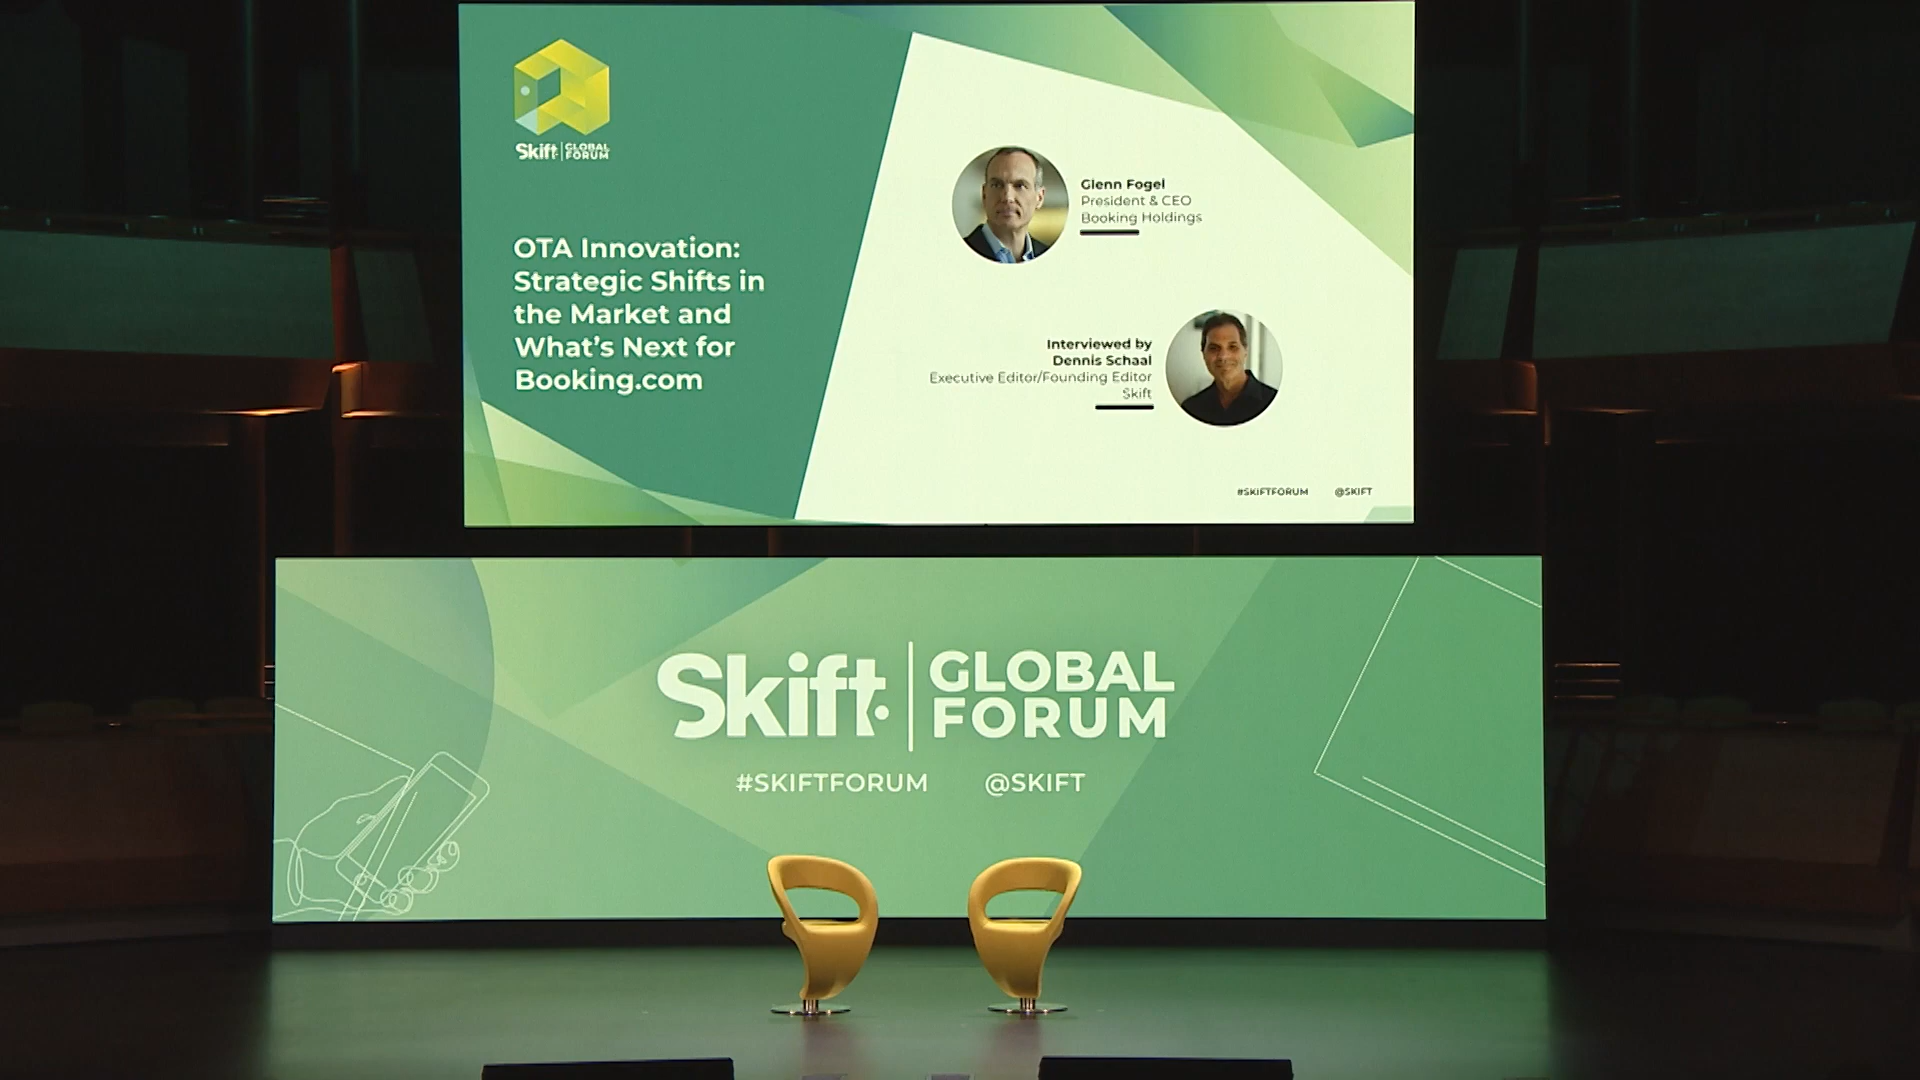 Skift GLOBAL
FORUM
OTA Innovation:
Strategic Shifts in
the Market and
What's Next for
Booking.com
Glenn Fogel
President & CEO
Booking Holdings
Interviewed by
Dennis Schaal
Executive Editor/Founding Editor
Skift
#SKIFTFORUM @SKIFT
Skift GLOBAL
FORUM
#SKIFTFORUM @SKIFT